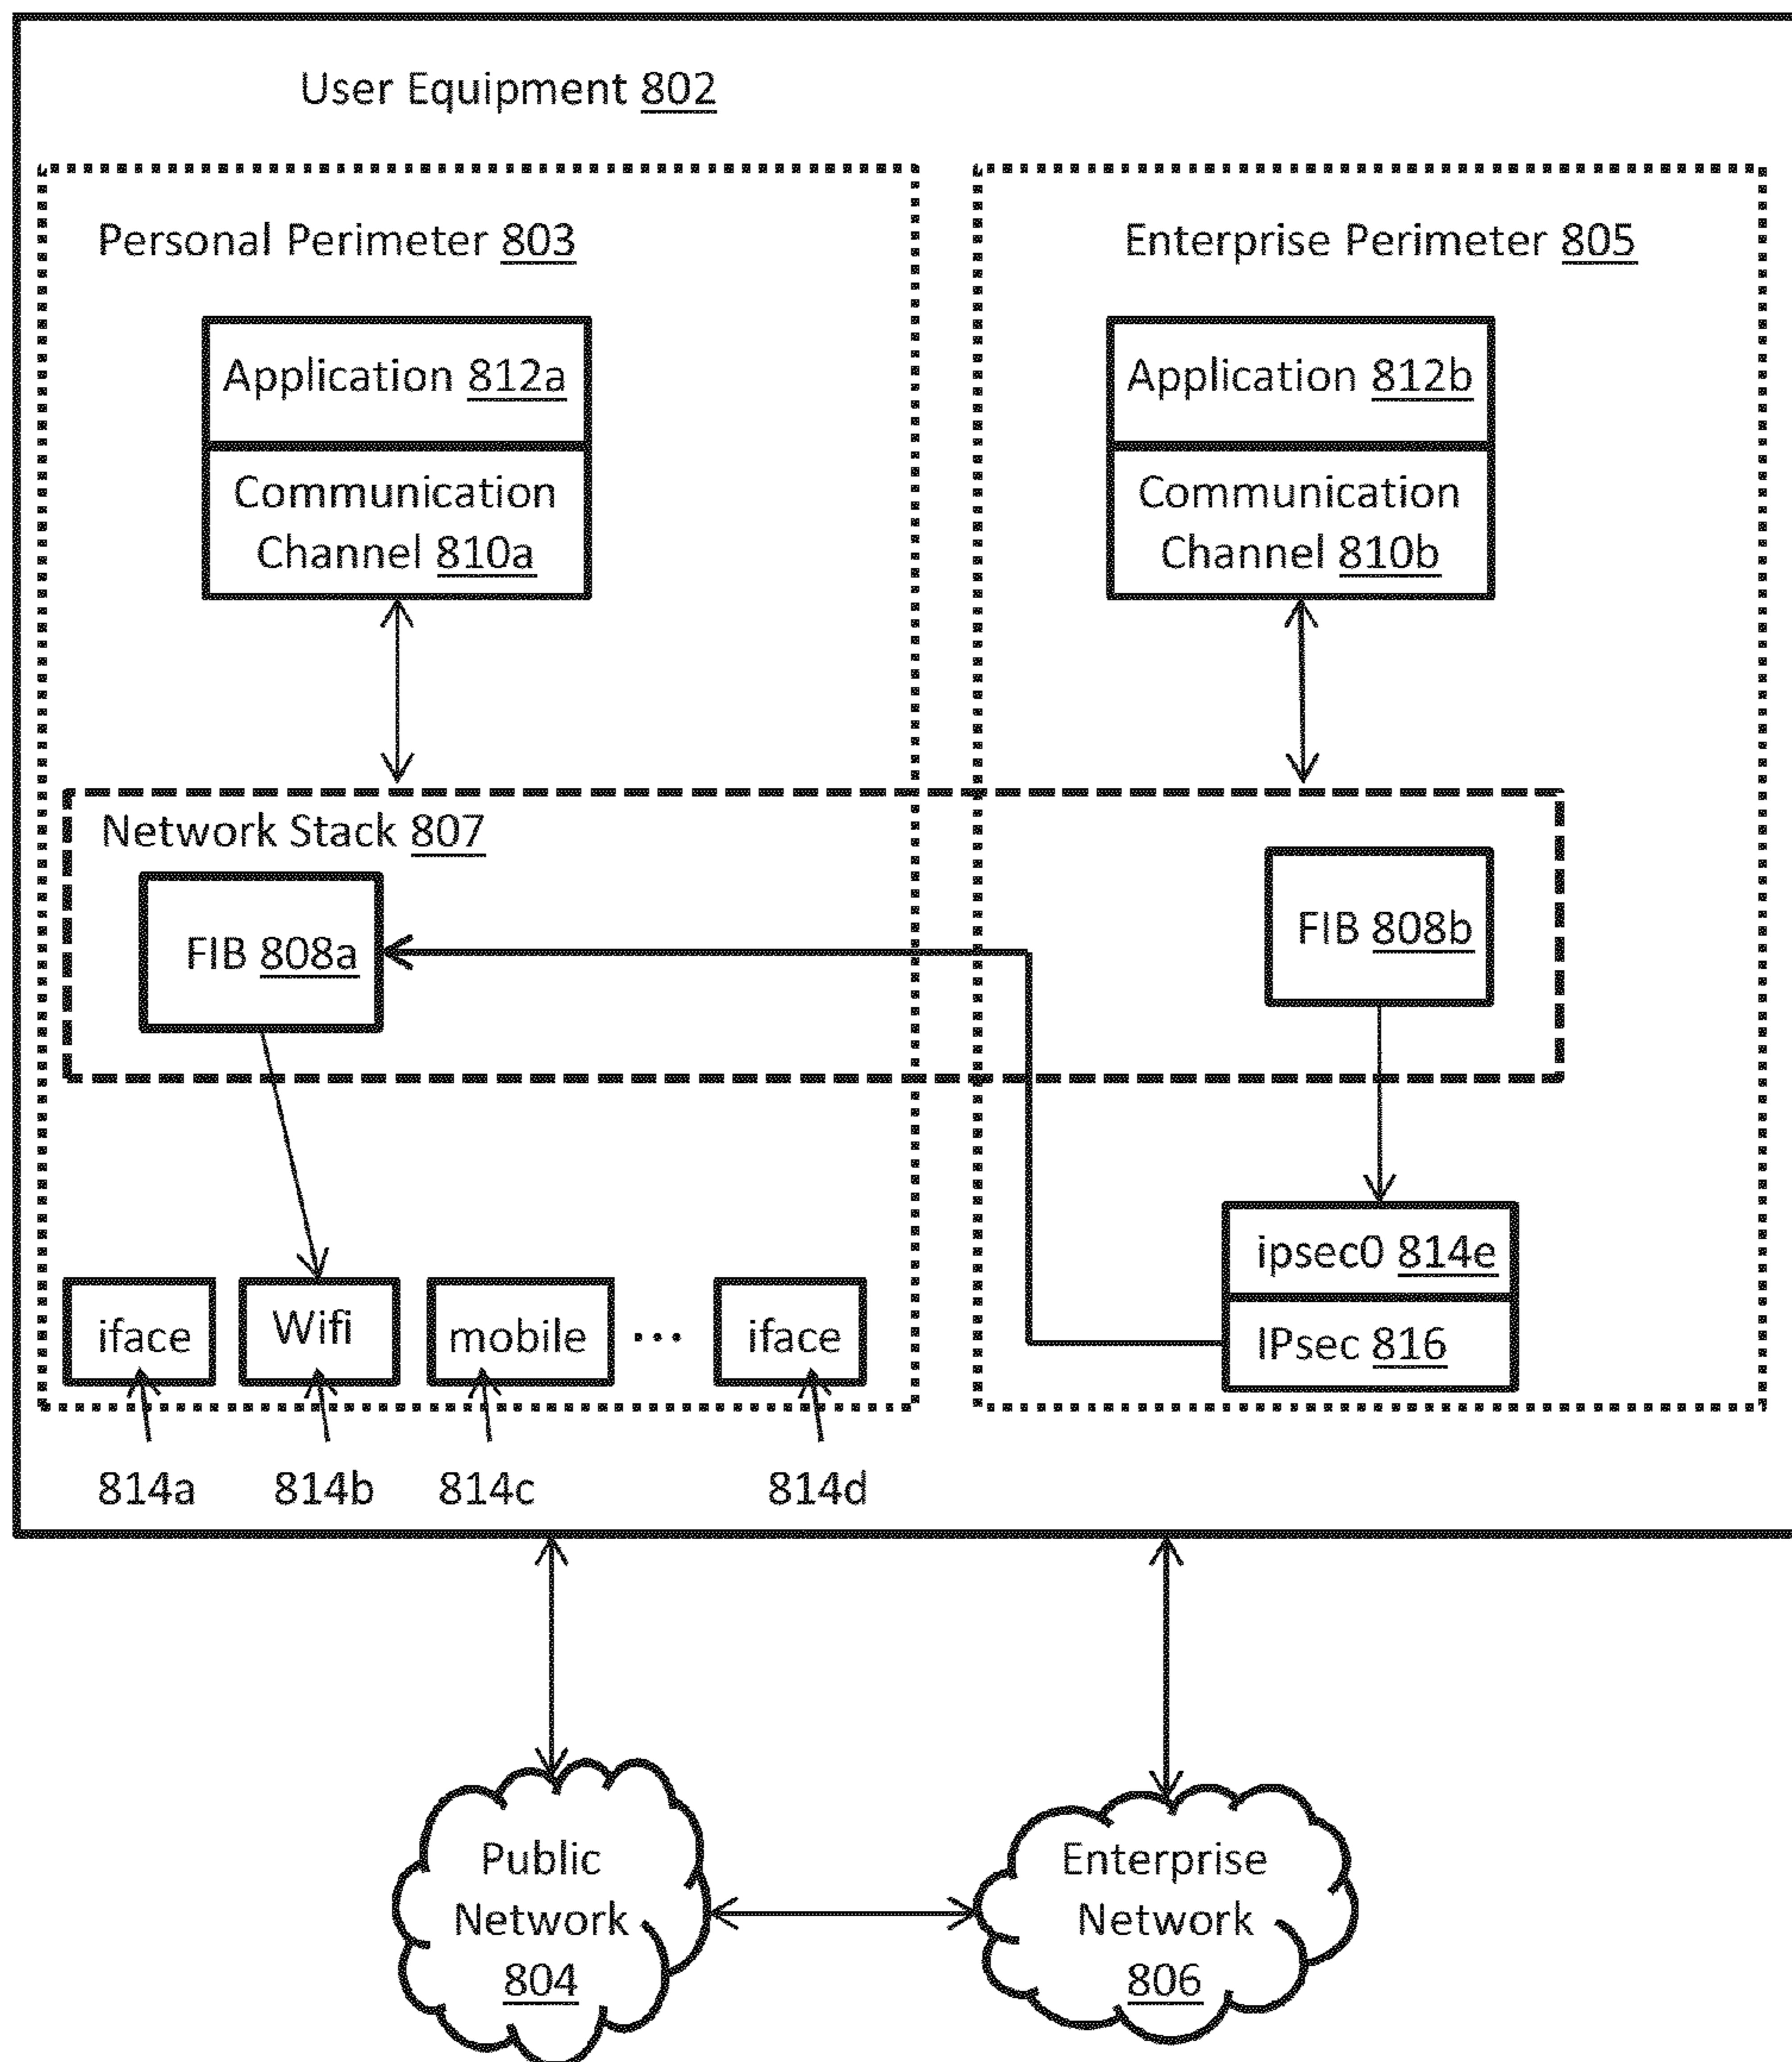 User Equipment 802
Personal Perimeter 803
Enterprise Perimeter 805
Application 812a
Communication
Channel 810a
Application 812b
Communication
Channel 810b
Network Stack 807
FIB 808a
FIB 808b
ipsec0 814e
IPsec 816
iface
Wifi
mobile
...
iface
814a
814b
814c
814d
Public
Network
804
Enterprise
Network
806